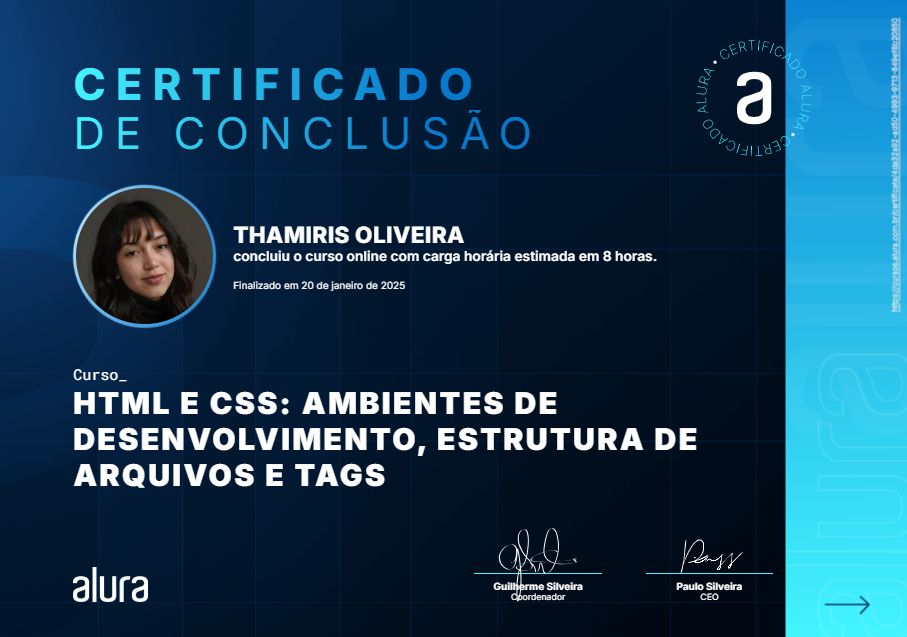 CERTIFICADO
DE CONCLUSÃO
CERTIFICADO ALURA • CERTIFICADO ALURA •
a
THAMIRIS OLIVEIRA
concluiu o curso online com carga horária estimada em 8 horas.
Finalizado em 20 de janeiro de 2025
Curso_
HTML E CSS: AMBIENTES DE
DESENVOLVIMENTO, ESTRUTURA DE
ARQUIVOS E TAGS
alura
Guilherme Silveira
Coordenador
Paulo Silveira
CEO
alura